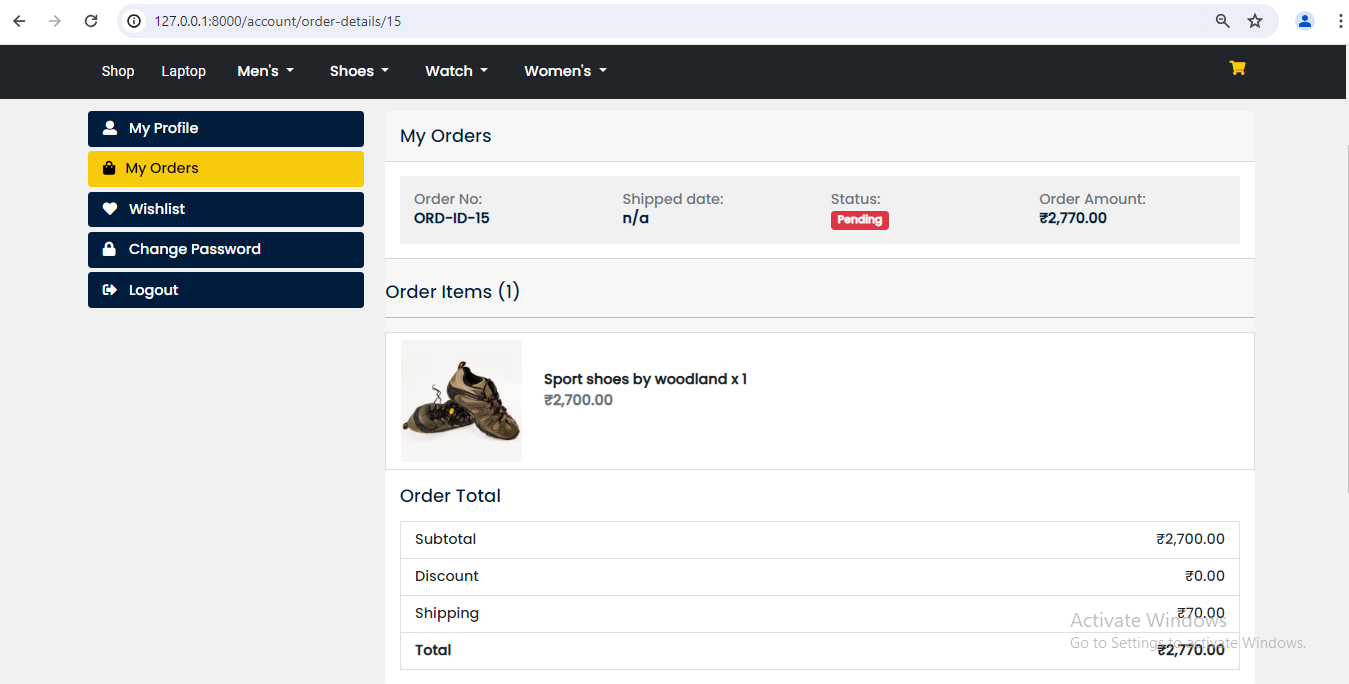 127.0.0.1:8000/account/order-details/15
Shop Laptop Men's Shoes Watch Women's
My Profile
My Orders
Wishlist
Change Password
Logout
My Orders
Order No: Shipped date: Status: Order Amount:
ORD-ID-15 n/a Pending ₹2,770.00
Order Items (1)
Sport shoes by woodland x 1
₹2,700.00
Order Total
Subtotal ₹2,700.00
Discount ₹0.00
Shipping ₹70.00
Total ₹2,770.00
Activate Windows
Go to Settings to activate Windows.